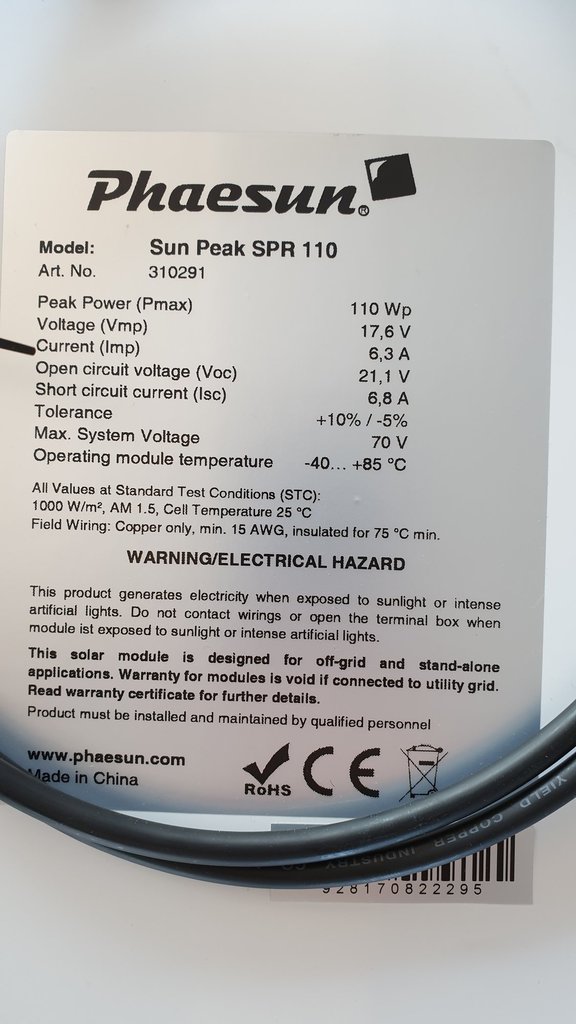 Phaesun®
Model: Sun Peak SPR 110
Art. No. 310291
Peak Power (Pmax) 110 Wp
Voltage (Vmp) 17,6 V
Current (Imp) 6,3 A
Open circuit voltage (Voc) 21,1 V
Short circuit current (Isc) 6,8 A
Tolerance +10% / -5%
Max. System Voltage 70 V
Operating module temperature -40... +85 °C
All Values at Standard Test Conditions (STC):
1000 W/m², AM 1.5, Cell Temperature 25 °C
Field Wiring: Copper only, min. 15 AWG, insulated for 75 °C min.
WARNING/ELECTRICAL HAZARD
This product generates electricity when exposed to sunlight or intense
artificial lights. Do not contact wirings or open the terminal box when
module ist exposed to sunlight or intense artificial lights.
This solar module is designed for off-grid and stand-alone
applications. Warranty for modules is void if connected to utility grid.
Read warranty certificate for further details.
Product must be installed and maintained by qualified personnel
www.phaesun.com
Made in China
RoHS CE
YIELD COPPER INDUSTRY CO
928170822295